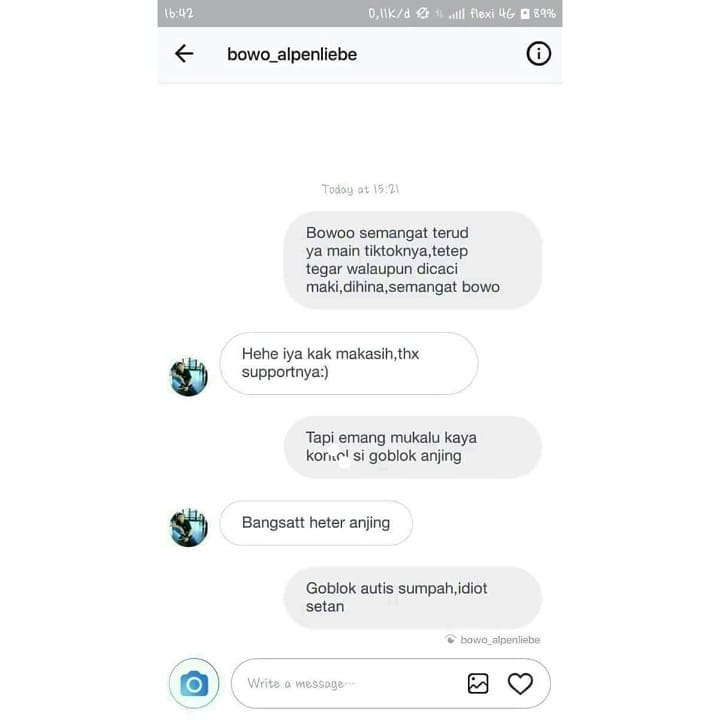 16:42 0,11K/d flexi 4G 89%
bowo_alpenliebe
Today at 15:21
Bowoo semangat terud
ya main tiktoknya,tetep
tegar walaupun dicaci
maki,dihina,semangat bowo
Hehe iya kak makasih,thx
supportnya:)
Tapi emang mukalu kaya
kontol si goblok anjing
Bangsatt heter anjing
Goblok autis sumpah,idiot
setan
bowo_alpenliebe
Write a message...